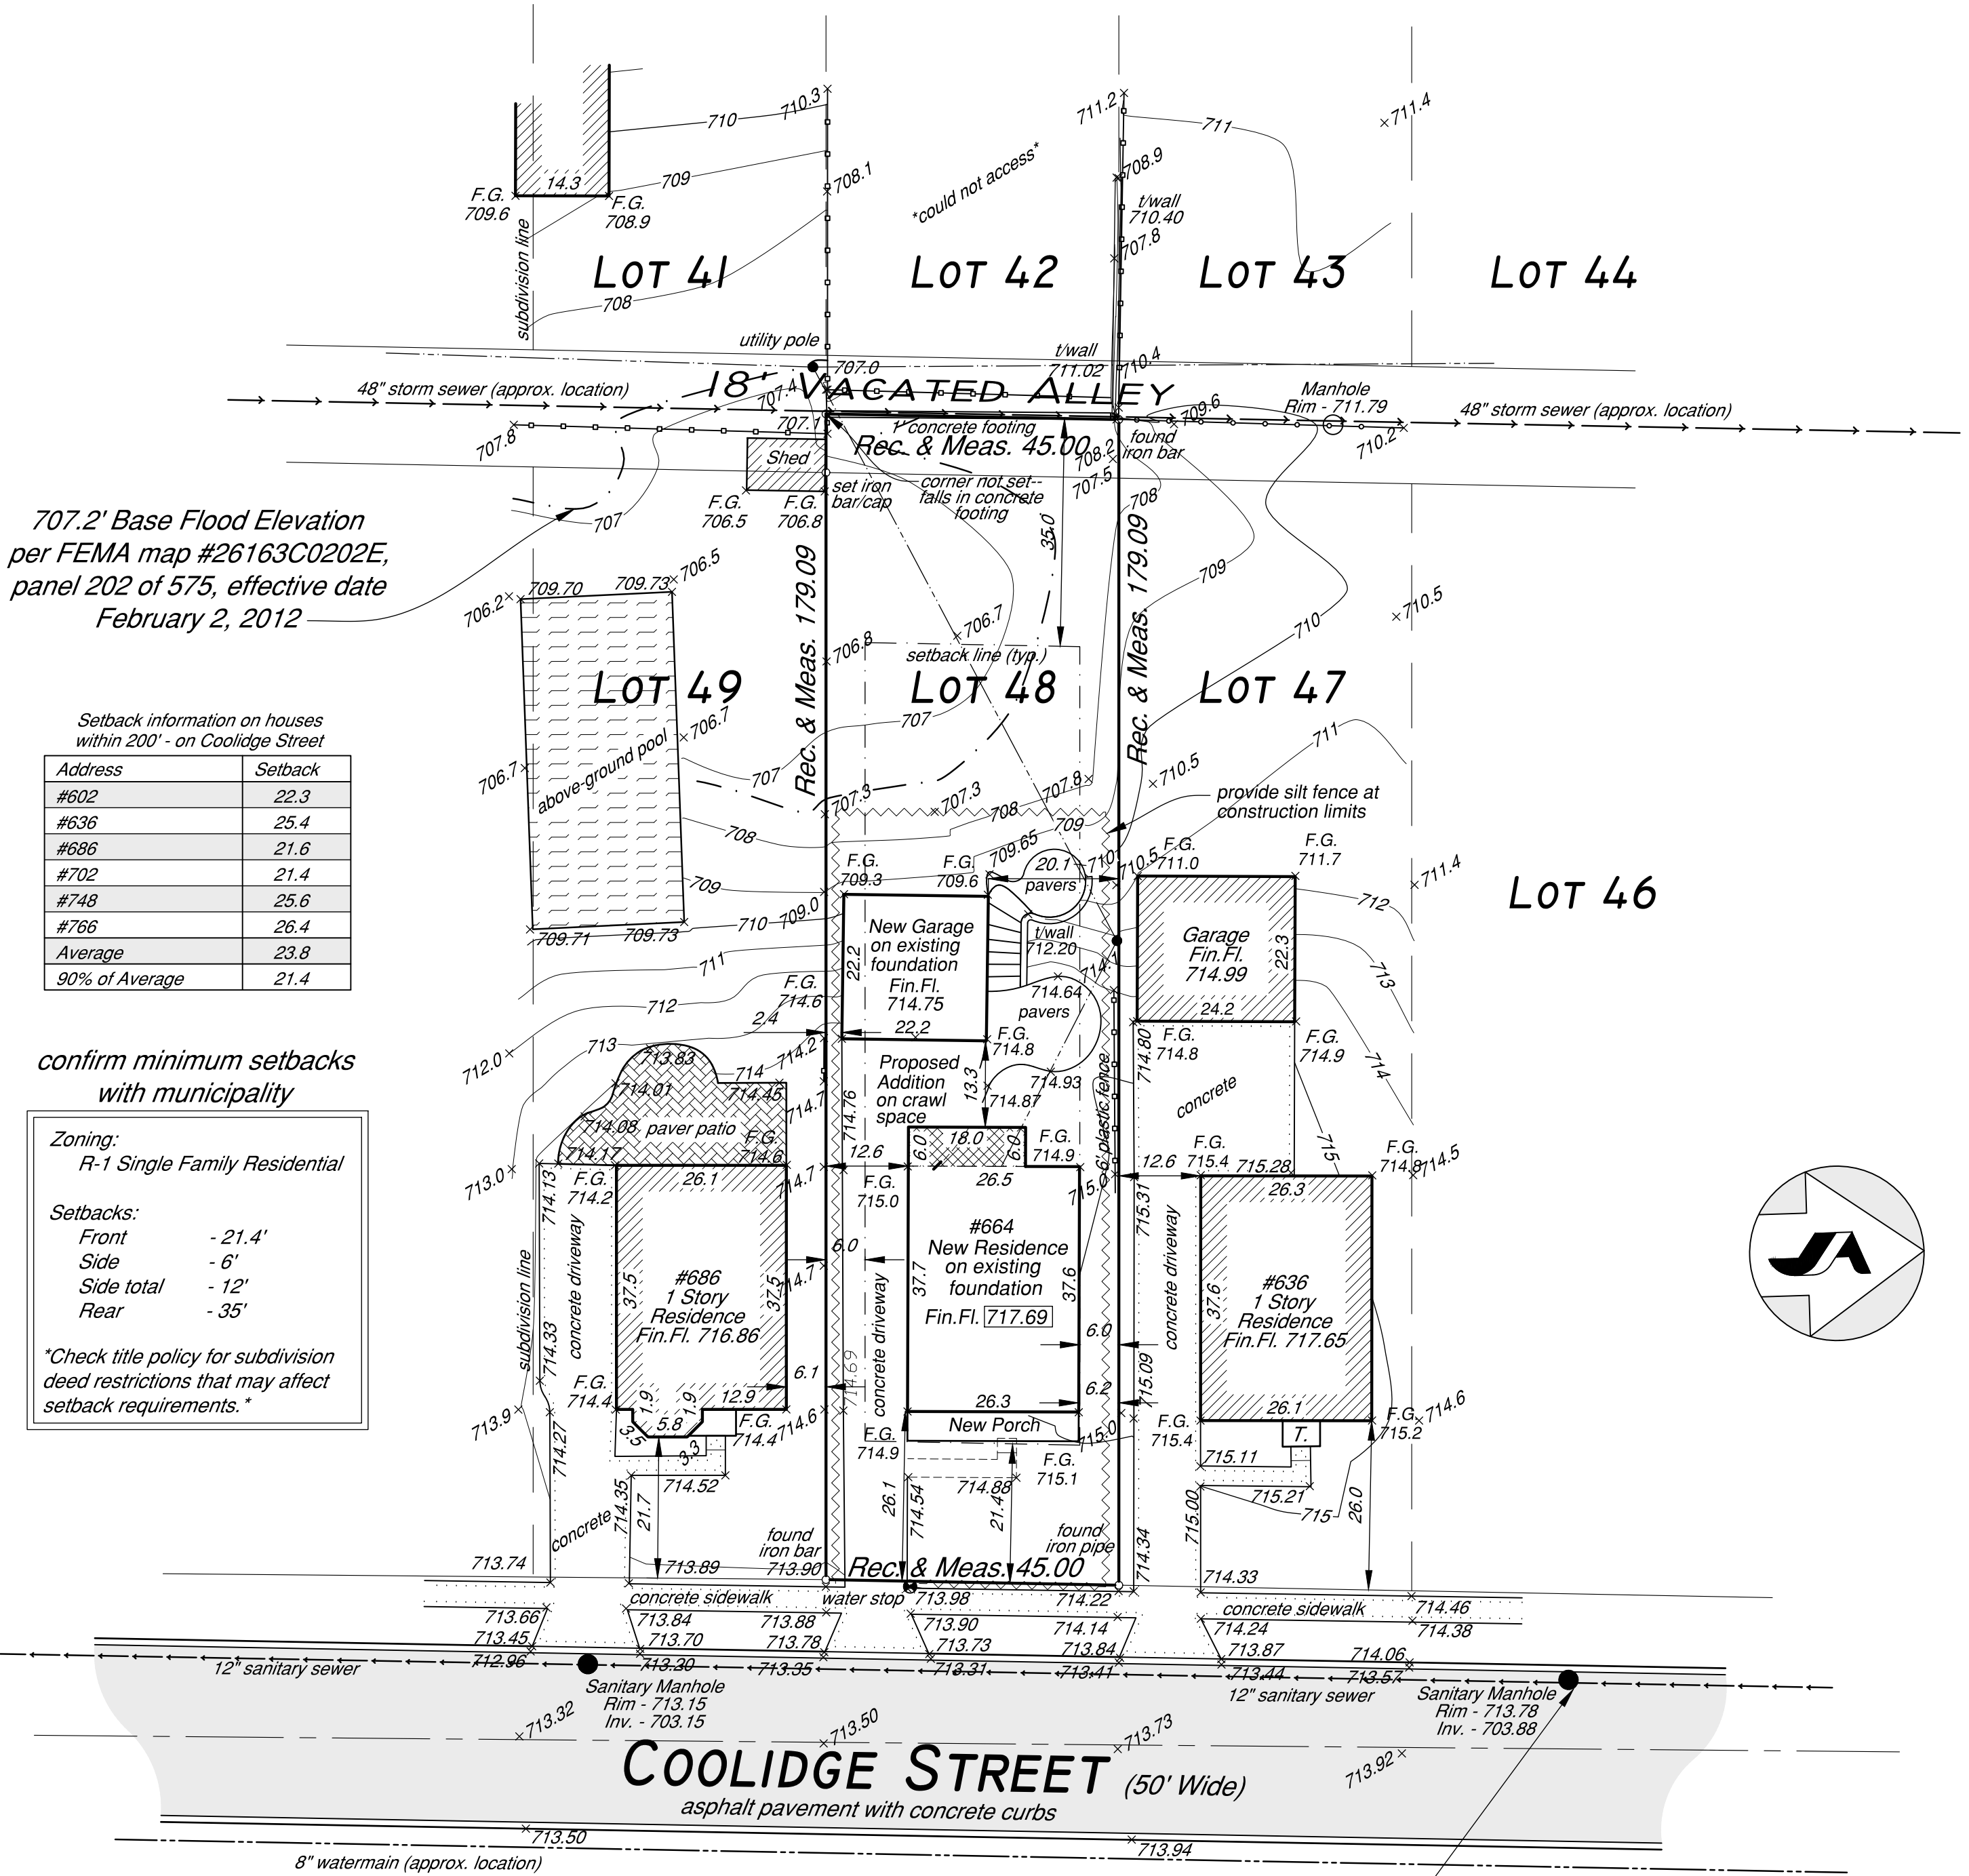 710.3
711.2
711.4
710
711
14.3
F.G.
709.6
F.G.
708.9
709
708.1
*could not access*
708.9
t/wall
710.40
707.8
subdivision line
LOT 41
LOT 42
LOT 43
LOT 44
708
utility pole
707.0
t/wall
711.02
710.4
18' VACATED ALLEY
48" storm sewer (approx. location)
707.4
709.6
Manhole
Rim - 711.79
48" storm sewer (approx. location)
707.8
707.1
1' concrete footing
Rec. & Meas. 45.00
708.2
found
iron bar
710.2
Shed
set iron
bar/cap
corner not set--
falls in concrete
footing
707.5
708
F.G.
706.5
F.G.
706.8
707
35.0
707.2' Base Flood Elevation
per FEMA map #26163C0202E,
panel 202 of 575, effective date
February 2, 2012
Rec. & Meas. 179.09
Rec. & Meas. 179.09
706.2
709.70
709.73
706.5
709
710.5
710
706.7
706.8
setback line (typ.)
LOT 49
LOT 48
LOT 47
706.7
above-ground pool
706.7
707
707
711
Setback information on houses
within 200' - on Coolidge Street
Address Setback
#602 22.3
#636 25.4
#686 21.6
#702 21.4
#748 25.6
#766 26.4
Average 23.8
90% of Average 21.4
707.3
707.3
708
707.8
710.5
provide silt fence at
construction limits
708
709
709.65
F.G.
709.3
F.G.
709.6
20.1
pavers
710
710.5
F.G.
711.0
F.G.
711.7
711.4
LOT 46
709
709.0
710
709.71
709.73
711
712
New Garage
on existing
foundation
Fin.Fl.
714.75
22.2
22.2
t/wall
712.20
714.1
714.64
pavers
Garage
Fin.Fl.
714.99
22.3
24.2
712
713
F.G.
714.6
2.4
F.G.
714.8
714.80
F.G.
714.8
F.G.
714.9
714
712.0
713
713.83
714
714.2
714.01
714.45
714.7
714.76
Proposed
Addition
on crawl
space
13.3
714.93
714.87
6' plastic fence
concrete
confirm minimum setbacks
with municipality
Zoning:
R-1 Single Family Residential
Setbacks:
Front - 21.4'
Side - 6'
Side total - 12'
Rear - 35'
*Check title policy for subdivision
deed restrictions that may affect
setback requirements.*
714.08
paver patio
F.G.
714.6
714.17
713.0
714.13
F.G.
714.2
26.1
714.7
12.6
F.G.
715.0
6.0
18.0
6.0
F.G.
714.9
26.5
715.0
12.6
F.G.
715.4
715.28
715
F.G.
714.8
714.5
26.3
715.31
subdivision line
concrete driveway
714.33
37.5
#686
1 Story
Residence
Fin.Fl. 716.86
37.5
714.7
6.0
concrete driveway
37.7
#664
New Residence
on existing
foundation
Fin.Fl. 717.69
37.6
6.0
concrete driveway
37.6
#636
1 Story
Residence
Fin.Fl. 717.65
715.09
F.G.
714.4
1.9
5.8
1.9
12.9
3.5
3.3
6.1
714.69
714.6
F.G.
714.4
26.3
New Porch
6.2
26.1
T.
F.G.
715.2
714.6
713.9
714.27
F.G.
714.9
715.0
F.G.
715.1
F.G.
715.4
715.11
714.35
714.52
21.7
26.1
714.54
714.88
21.4
715.00
715.21
715
26.0
concrete
713.74
713.89
found
iron bar
713.90
Rec. & Meas. 45.00
found
iron pipe
714.34
714.33
concrete sidewalk
water stop
713.98
714.22
concrete sidewalk
714.46
713.66
713.84
713.88
713.90
714.14
714.24
714.38
713.45
713.70
713.78
713.73
713.84
713.87
714.06
12" sanitary sewer
712.96
713.20
713.35
713.31
713.41
713.44
713.57
12" sanitary sewer
Sanitary Manhole
Rim - 713.15
Inv. - 703.15
Sanitary Manhole
Rim - 713.78
Inv. - 703.88
713.32
713.50
713.73
713.92
COOLIDGE STREET (50' Wide)
asphalt pavement with concrete curbs
713.50
713.94
8" watermain (approx. location)